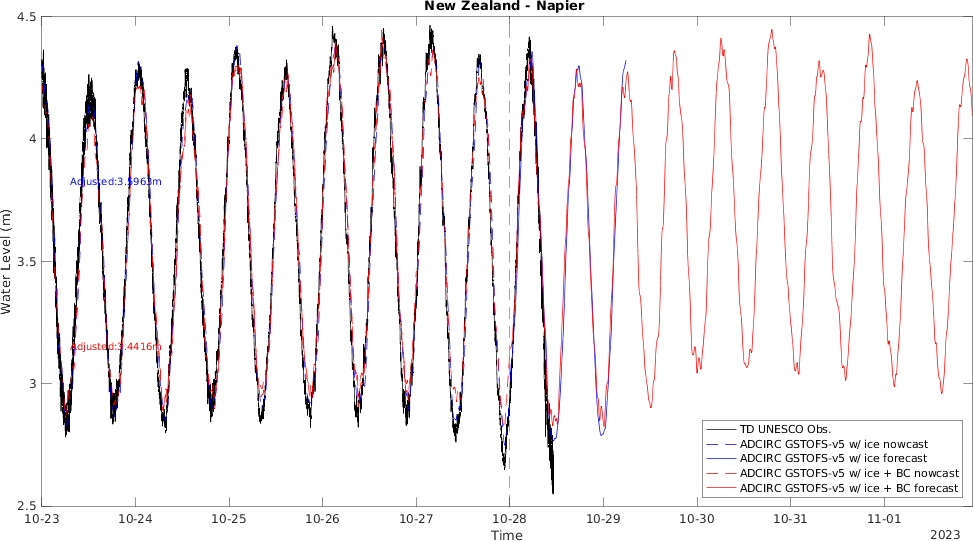 New Zealand - Napier
4.5
4
3.5
3
2.5
Water Level (m)
Adjusted:3.5963m
Adjusted:3.4416m
TD UNESCO Obs.
ADCIRC GSTOFS-v5 w/ ice nowcast
ADCIRC GSTOFS-v5 w/ ice forecast
ADCIRC GSTOFS-v5 w/ ice + BC nowcast
ADCIRC GSTOFS-v5 w/ ice + BC forecast
10-23 10-24 10-25 10-26 10-27 10-28 10-29 10-30 10-31 11-01
Time
2023